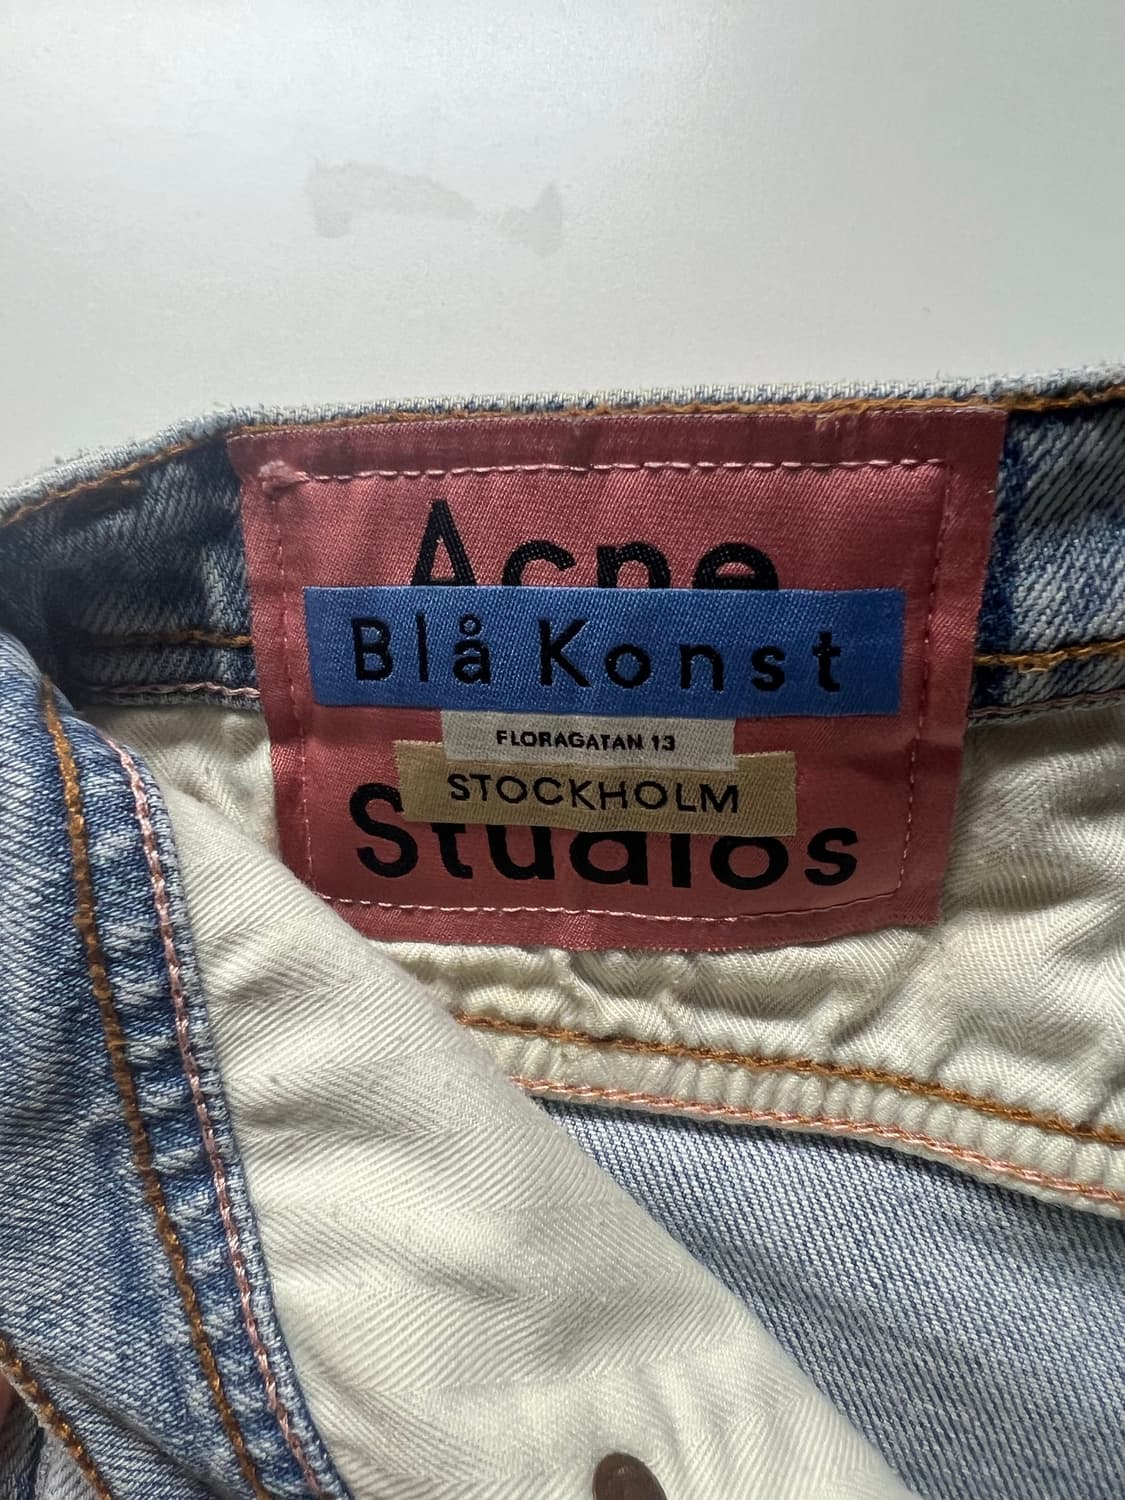 Acne
Blå Konst
FLORAGATAN 13
STOCKHOLM
Studios